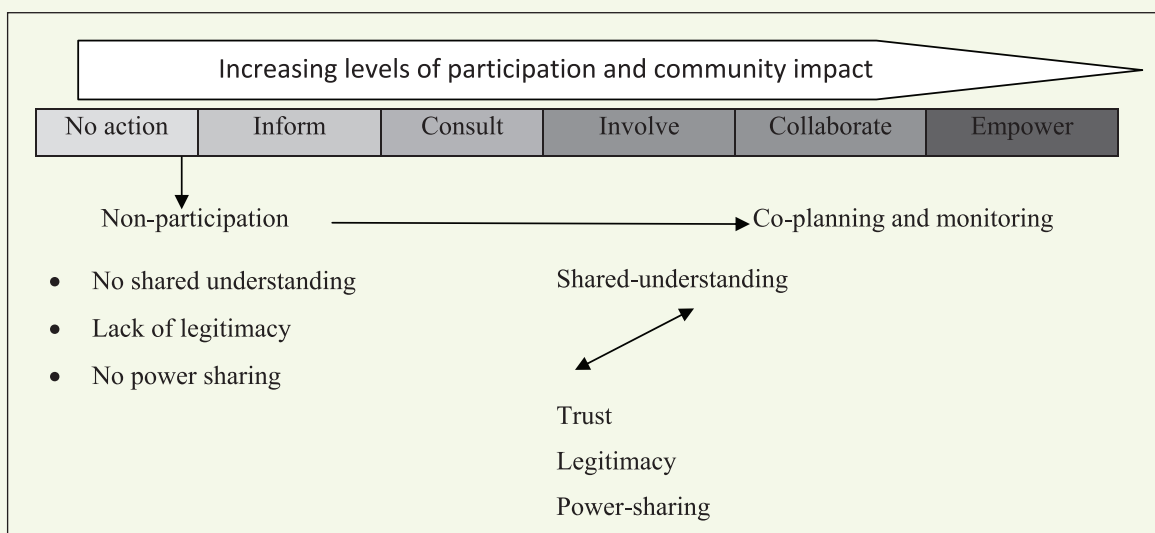 Increasing levels of participation and community impact
No action Inform Consult Involve Collaborate Empower
Non-participation Co-planning and monitoring
• No shared understanding
• Lack of legitimacy
• No power sharing
Shared-understanding
Trust
Legitimacy
Power-sharing